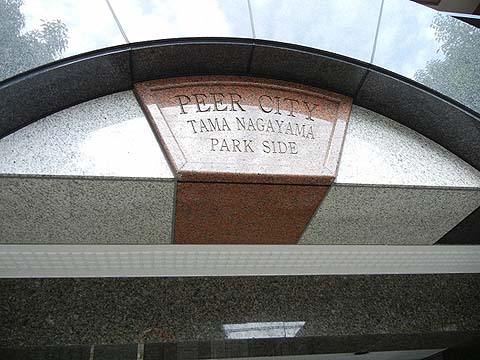 PEER CITY
TAMA NAGAYAMA
PARK SIDE